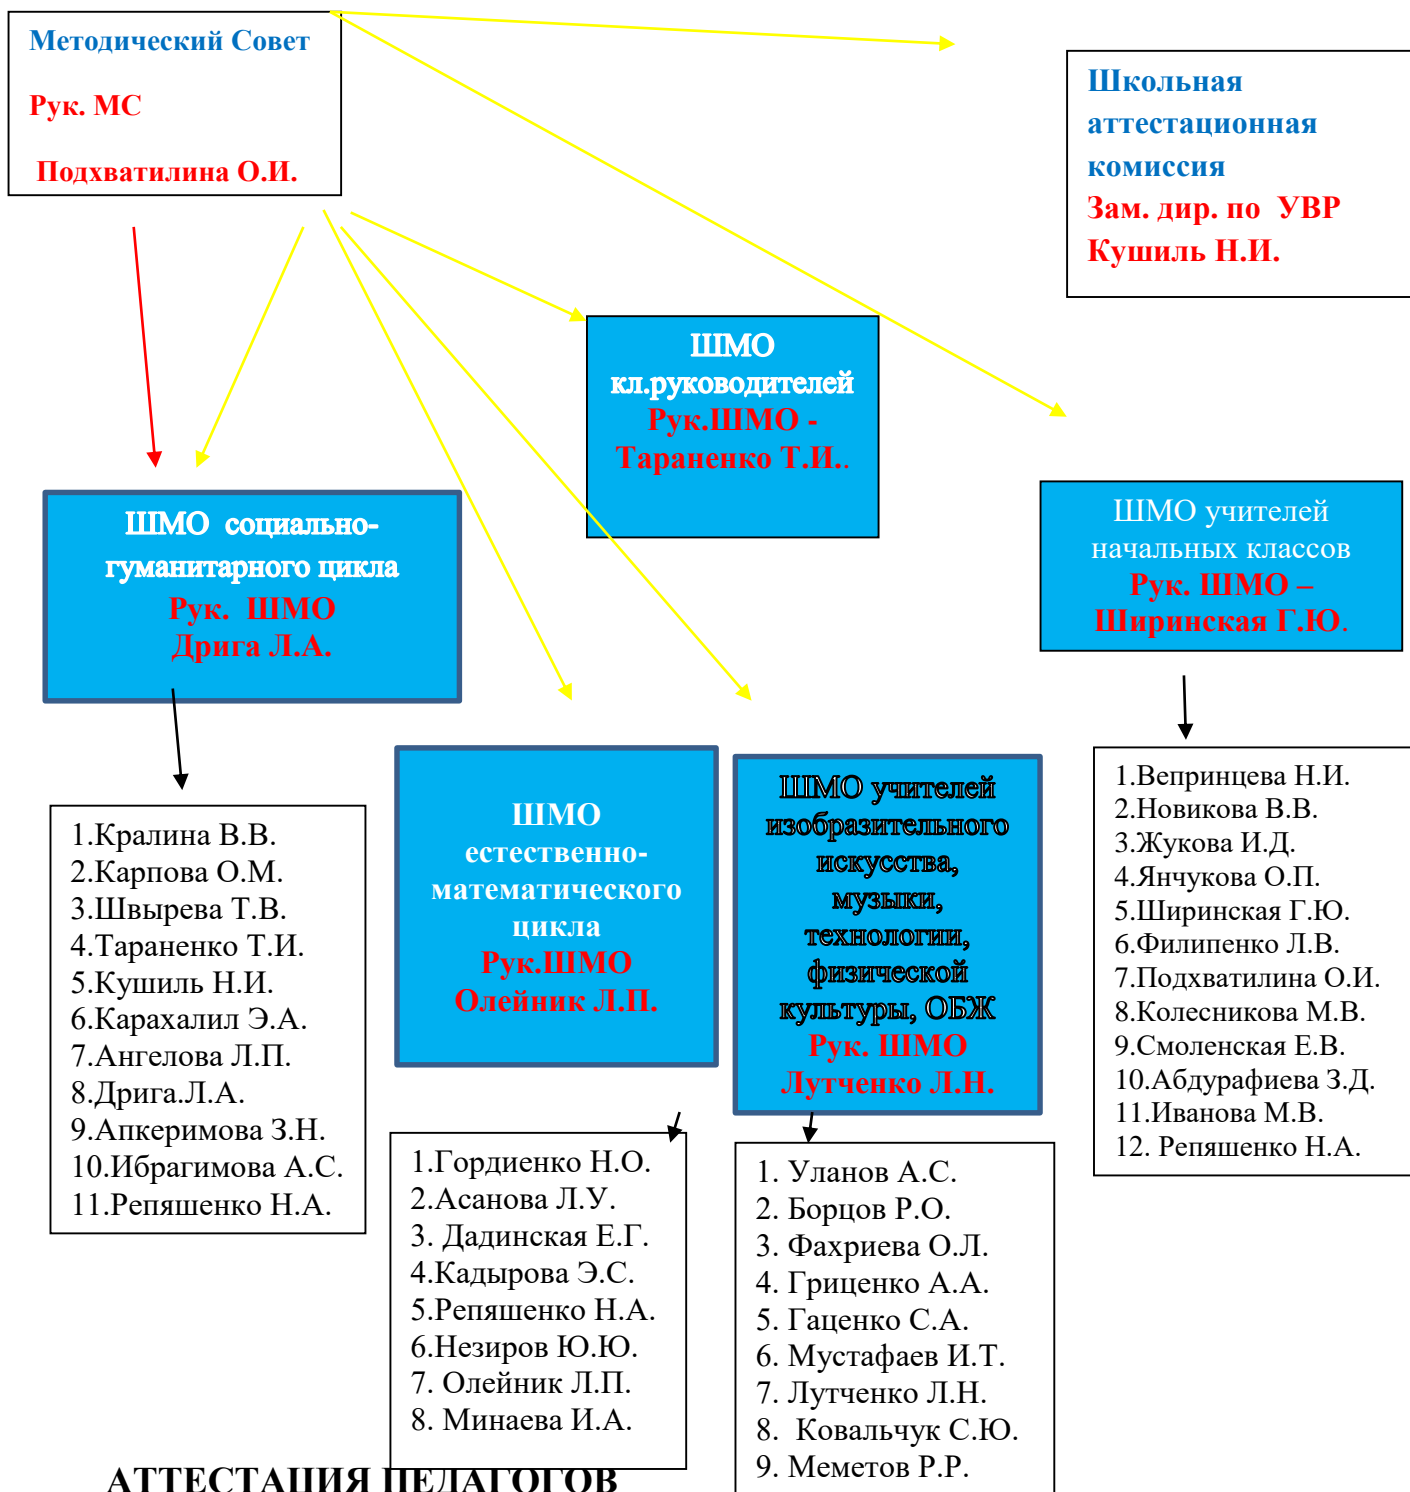 Методический Совет
Рук. МС
Подхватилина О.И.
Школьная
аттестационная
комиссия
Зам. дир. по УВР
Кушиль Н.И.
ШМО
кл.руководителей
Рук.ШМО -
Тараненко Т.И..
ШМО социально-
гуманитарного цикла
Рук. ШМО
Дрига Л.А.
ШМО учителей
начальных классов
Рук. ШМО –
Ширинская Г.Ю.
ШМО
естественно-
математического
цикла
Рук.ШМО
Олейник Л.П.
ШМО учителей
изобразительного
искусства,
музыки,
технологии,
физической
культуры, ОБЖ
Рук. ШМО
Лутченко Л.Н.
1.Кралина В.В.
2.Карпова О.М.
3.Швырева Т.В.
4.Тараненко Т.И.
5.Кушиль Н.И.
6.Карахалил Э.А.
7.Ангелова Л.П.
8.Дрига.Л.А.
9.Апкеримова З.Н.
10.Ибрагимова А.С.
11.Репяшенко Н.А.
1.Гордиенко Н.О.
2.Асанова Л.У.
3. Дадинская Е.Г.
4.Кадырова Э.С.
5.Репяшенко Н.А.
6.Незиров Ю.Ю.
7. Олейник Л.П.
8. Минаева И.А.
1. Уланов А.С.
2. Борцов Р.О.
3. Фахриева О.Л.
4. Гриценко А.А.
5. Гаценко С.А.
6. Мустафаев И.Т.
7. Лутченко Л.Н.
8. Ковальчук С.Ю.
9. Меметов Р.Р.
1.Вепринцева Н.И.
2.Новикова В.В.
3.Жукова И.Д.
4.Янчукова О.П.
5.Ширинская Г.Ю.
6.Филипенко Л.В.
7.Подхватилина О.И.
8.Колесникова М.В.
9.Смоленская Е.В.
10.Абдурафиева З.Д.
11.Иванова М.В.
12. Репяшенко Н.А.
АТТЕСТАЦИЯ ПЕДАГОГОВ